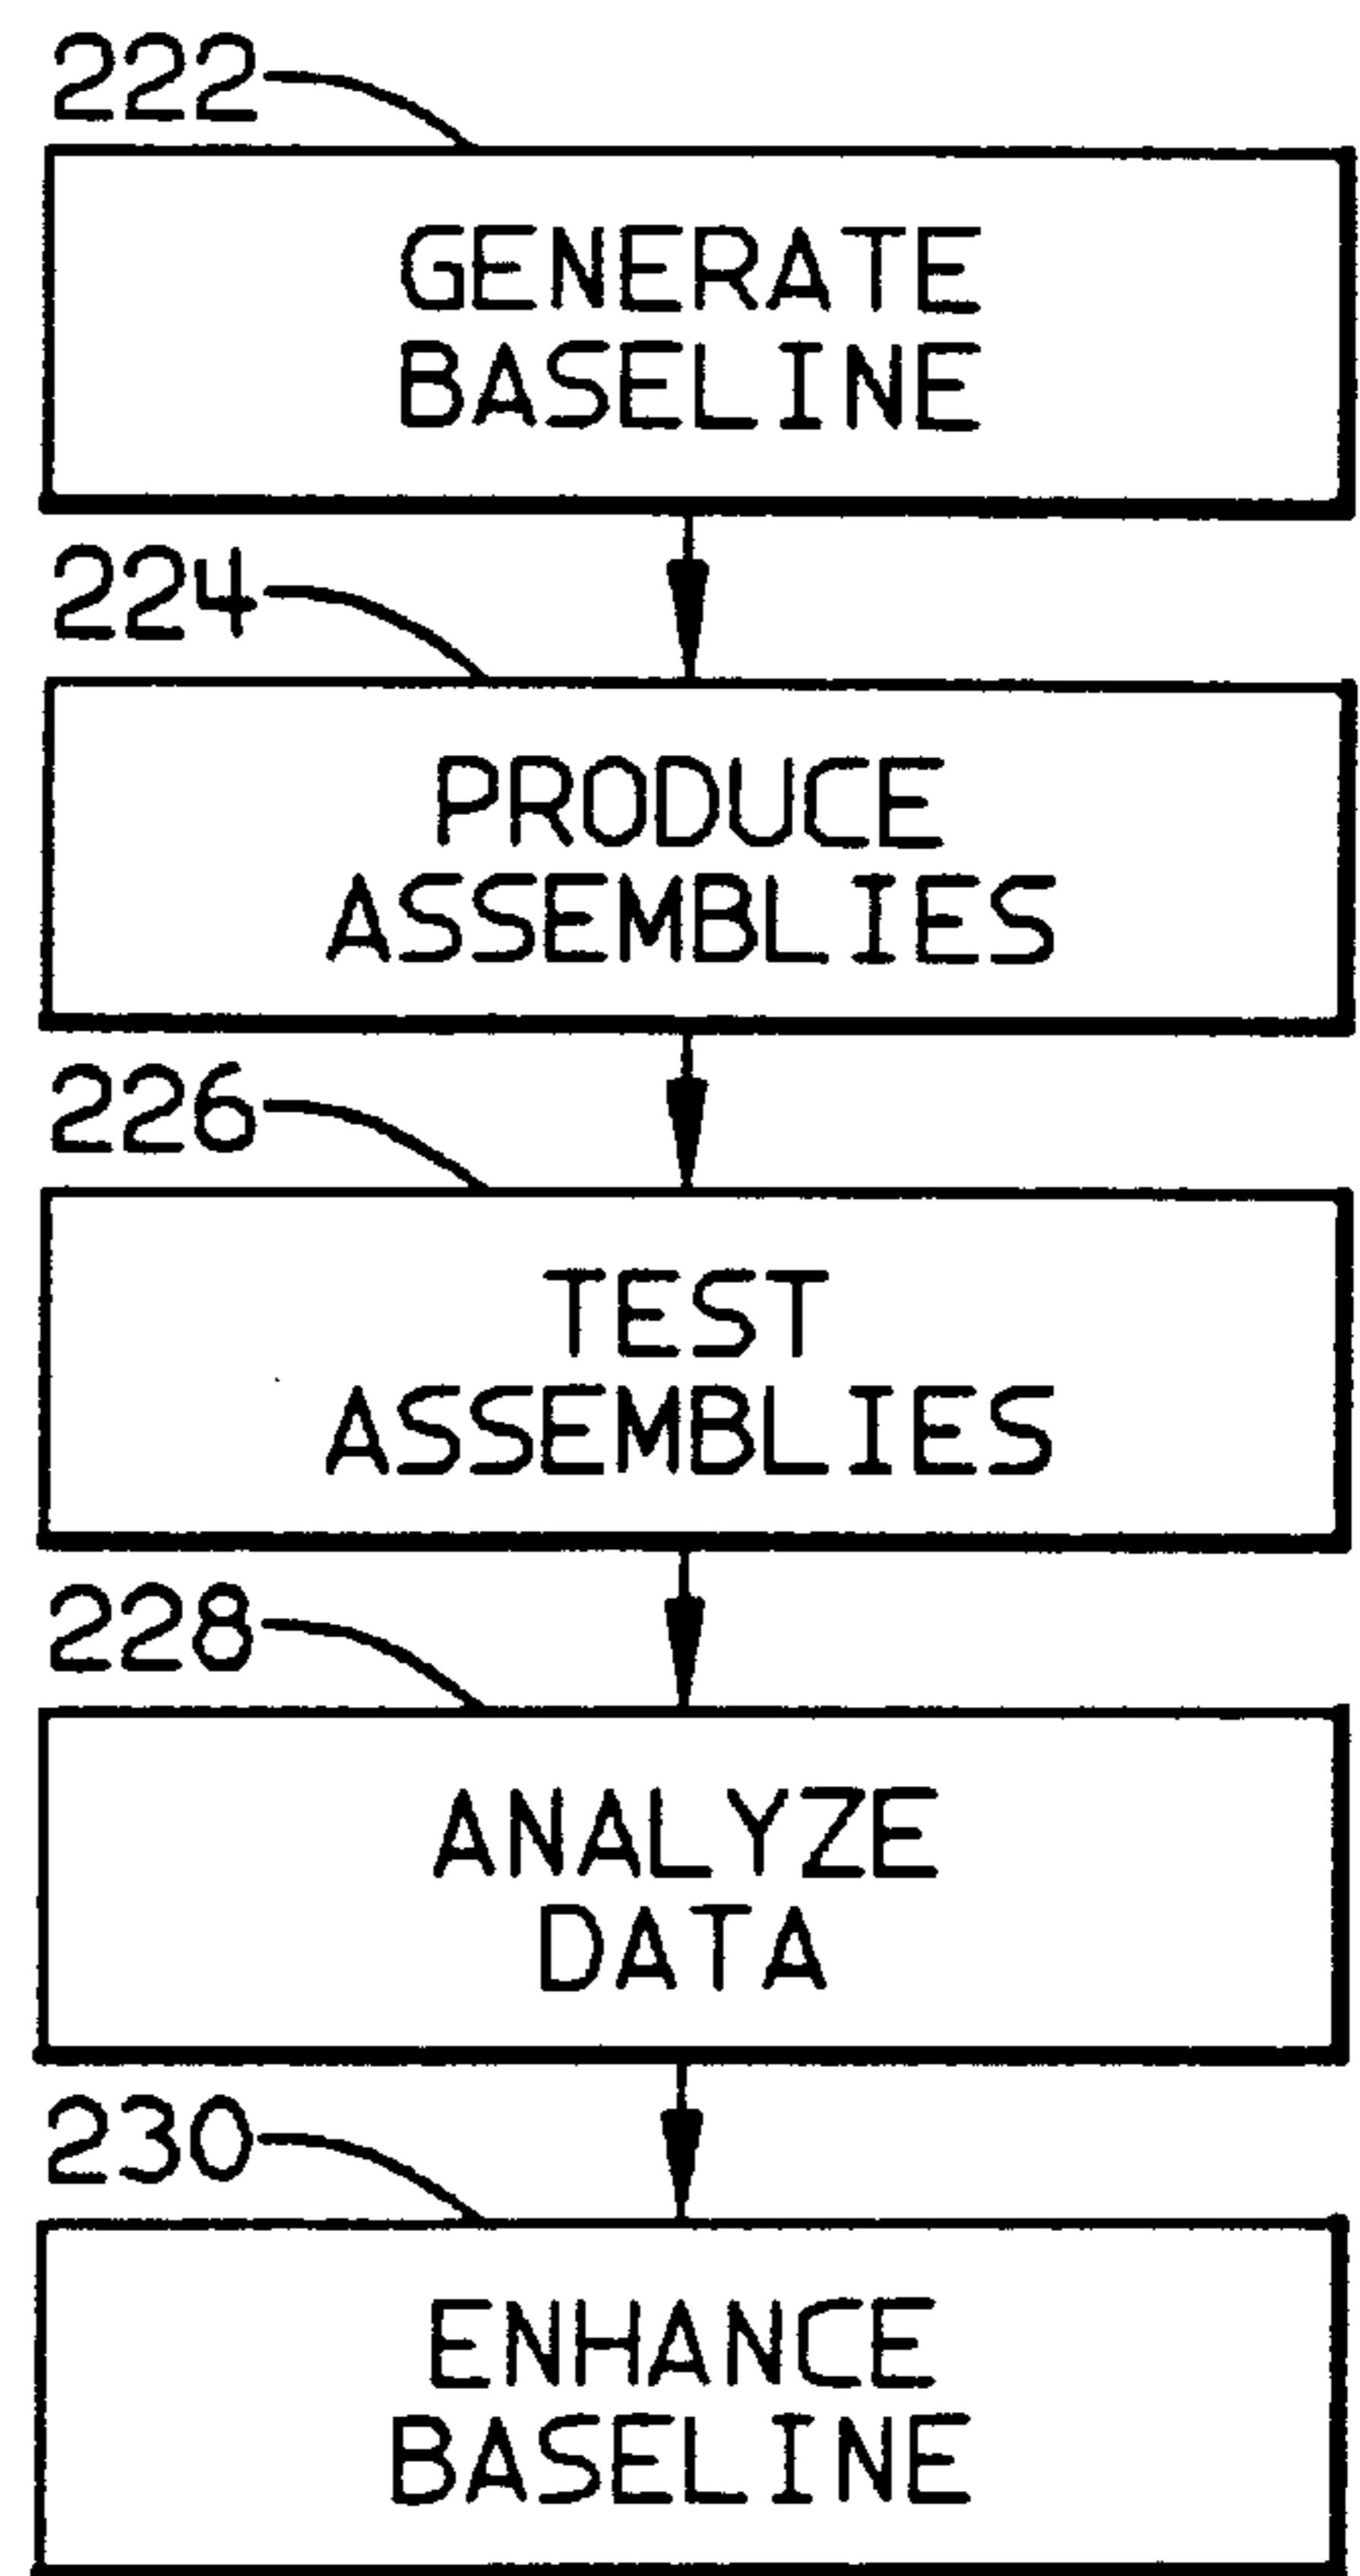 222
GENERATE
BASELINE
224
PRODUCE
ASSEMBLIES
226
TEST
ASSEMBLIES
228
ANALYZE
DATA
230
ENHANCE
BASELINE